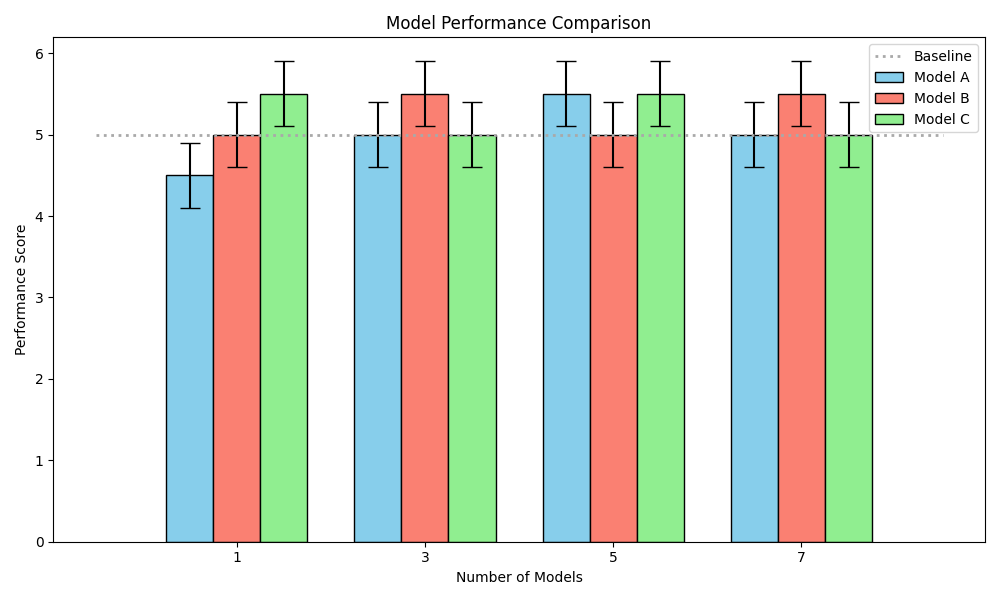 Model Performance Comparison
Performance Score
6
5
4
3
2
1
0
Baseline
Model A
Model B
Model C
1 3 5 7
Number of Models